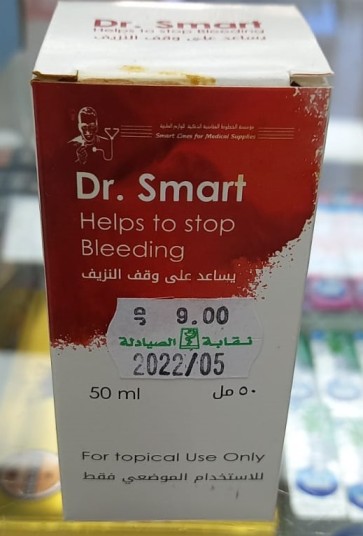 Dr. Smart
Helps to stop Bleeding
يساعد على وقف النزيف
Smart Lines for Medical Supplies
Dr. Smart
Helps to stop
Bleeding
يساعد على وقف النزيف
9.00
نقابة الصيادلة
2022/05
50 ml
٥٠ مل
For topical Use Only
للاستخدام الموضعي فقط